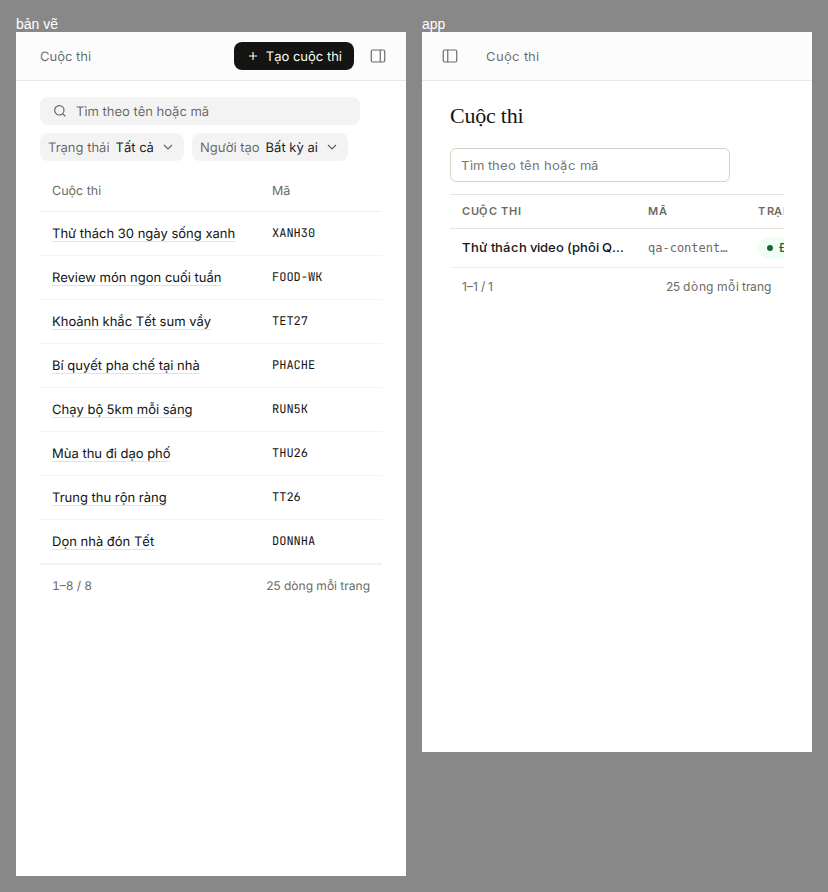 bản vẽ
Cuộc thi
Tạo cuộc thi
Tìm theo tên hoặc mã
Trạng thái Tất cả
Người tạo Bất kỳ ai
Cuộc thi Mã
Thử thách 30 ngày sống xanh XANH30
Review món ngon cuối tuần FOOD-WK
Khoảnh khắc Tết sum vầy TET27
Bí quyết pha chế tại nhà PHACHE
Chạy bộ 5km mỗi sáng RUN5K
Mùa thu đi dạo phố THU26
Trung thu rộn ràng TT26
Dọn nhà đón Tết DONNHA
1–8 / 8 25 dòng mỗi trang
app
Cuộc thi
Cuộc thi
Tìm theo tên hoặc mã
CUỘC THI MÃ
Thử thách video (phôi Q... qa-content…
1–1 / 1 25 dòng mỗi trang